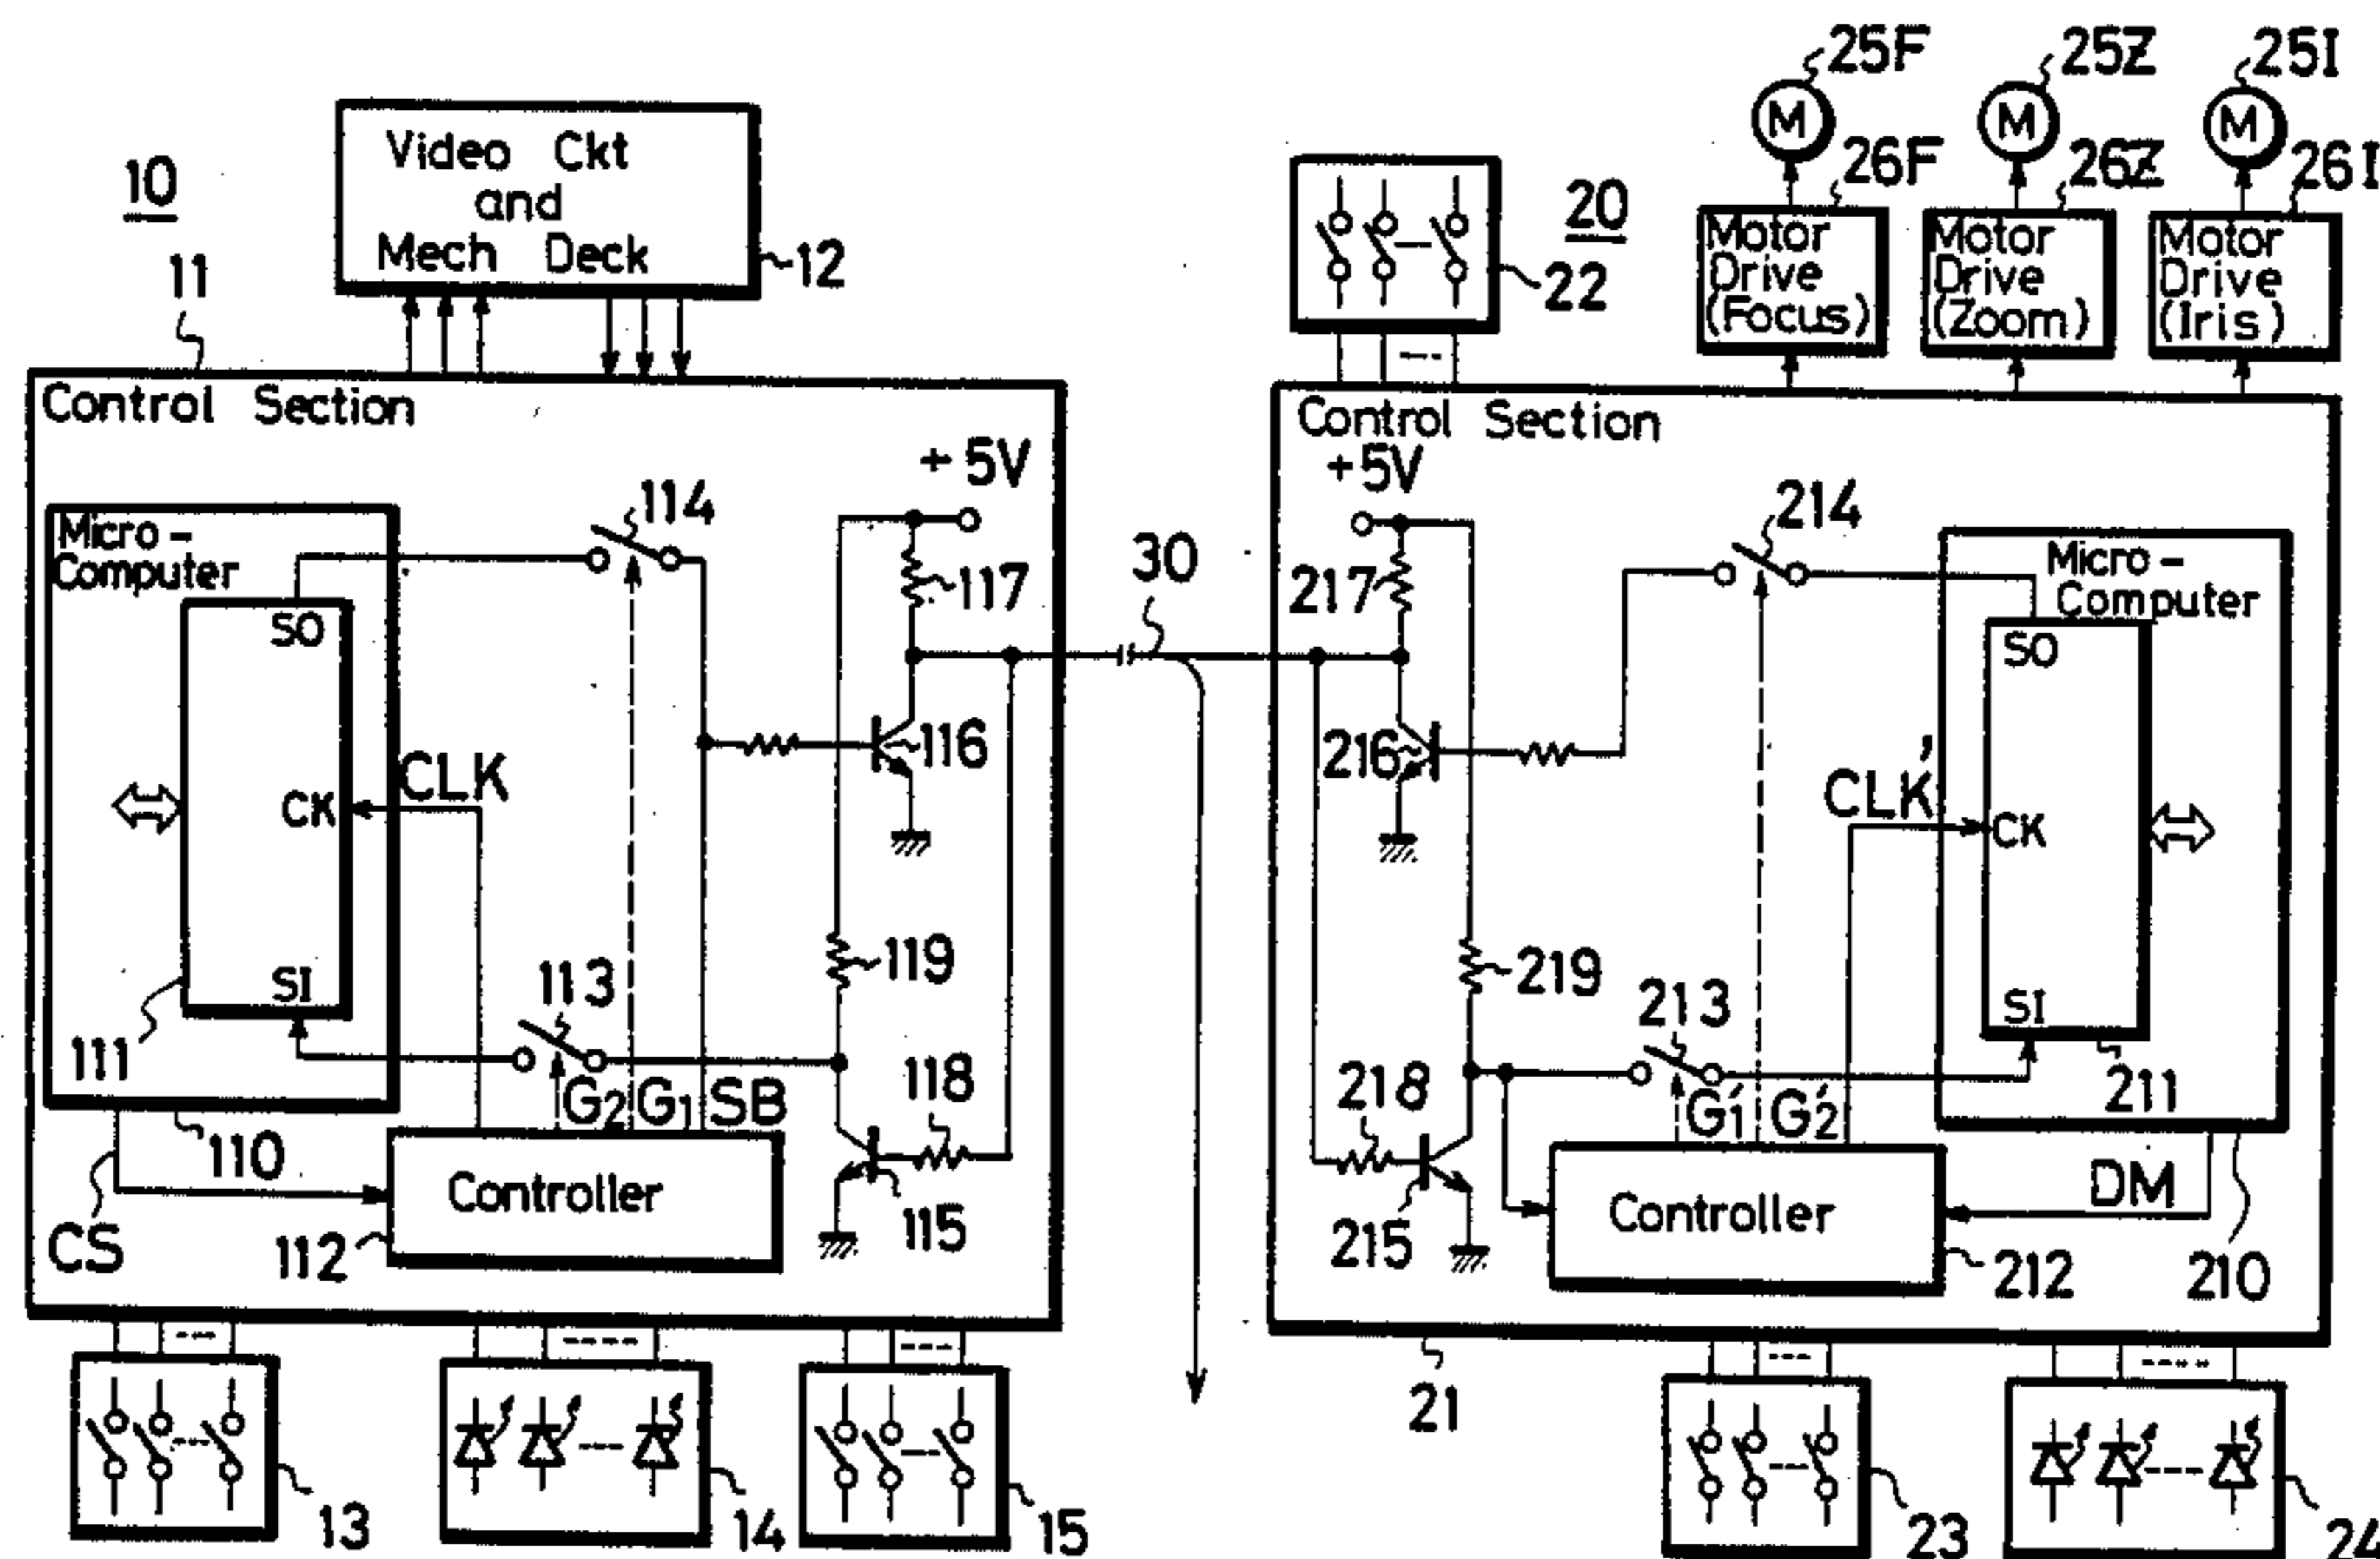 10
Video Ckt
and
Mech Deck
12
11
20
22
25F
25Z
25I
M
M
M
26F
26Z
26I
Motor
Drive
(Focus)
Motor
Drive
(Zoom)
Motor
Drive
(Iris)
Control Section
+5V
Micro-
Computer
SO
CK
SI
CLK
114
117
116
119
113
118
115
111
110
G2
G1
SB
Controller
112
CS
13
14
15
30
Control Section
+5V
217
214
Micro-
Computer
SO
CK
SI
CLK'
216
219
213
218
215
G1'
G2'
211
Controller
DM
212
210
21
23
24